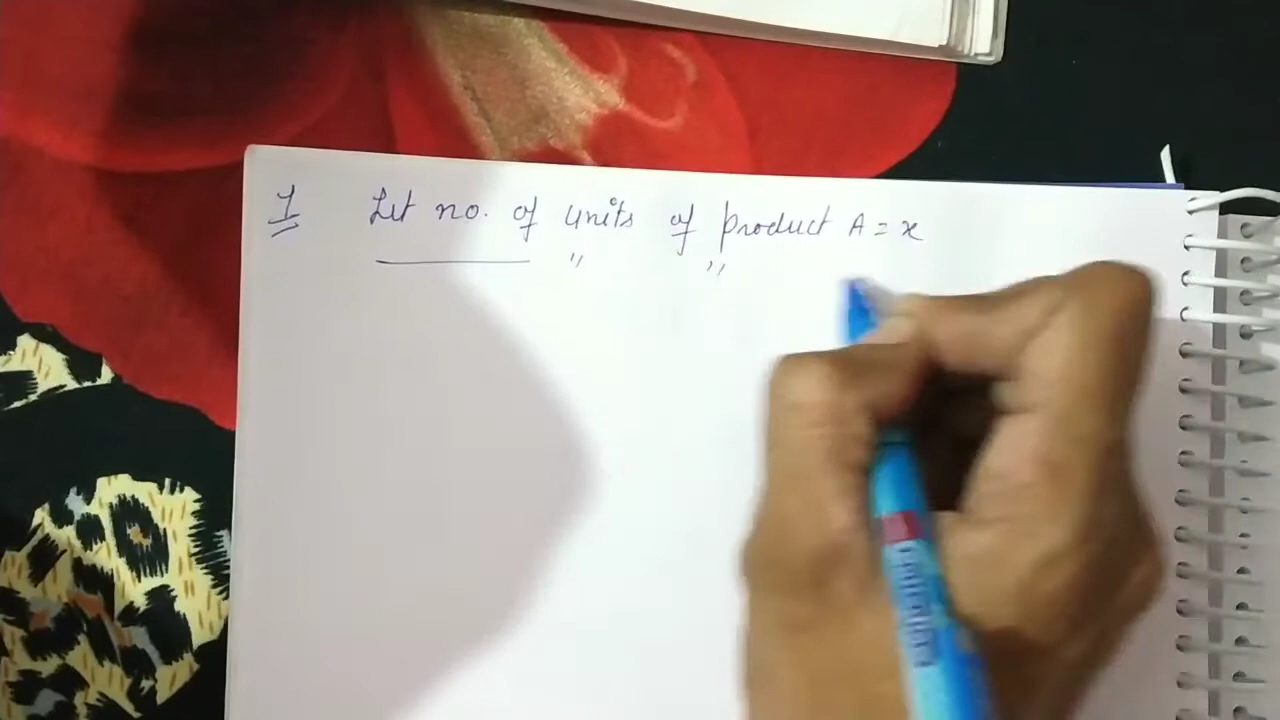 1 Let no. of units of product A = x
——— " "